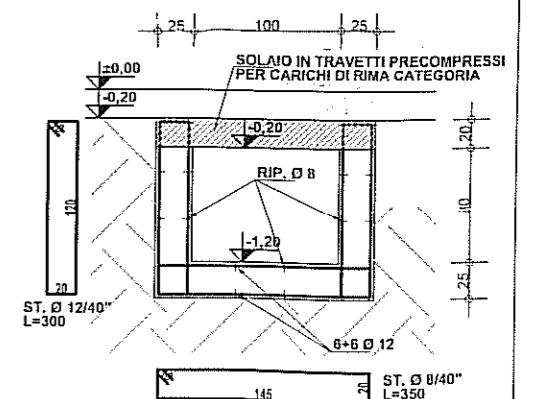 25 100 25
SOLAIO IN TRAVETTI PRECOMPRESSI
PER CARICHI DI RIMA CATEGORIA
±0,00
-0,20
-0,20
20
RIP. Ø 8
120
-1,20
25
20
ST. Ø 12/40"
L=300
6+6 Ø 12
ST. Ø 8/40"
L=350
145
20